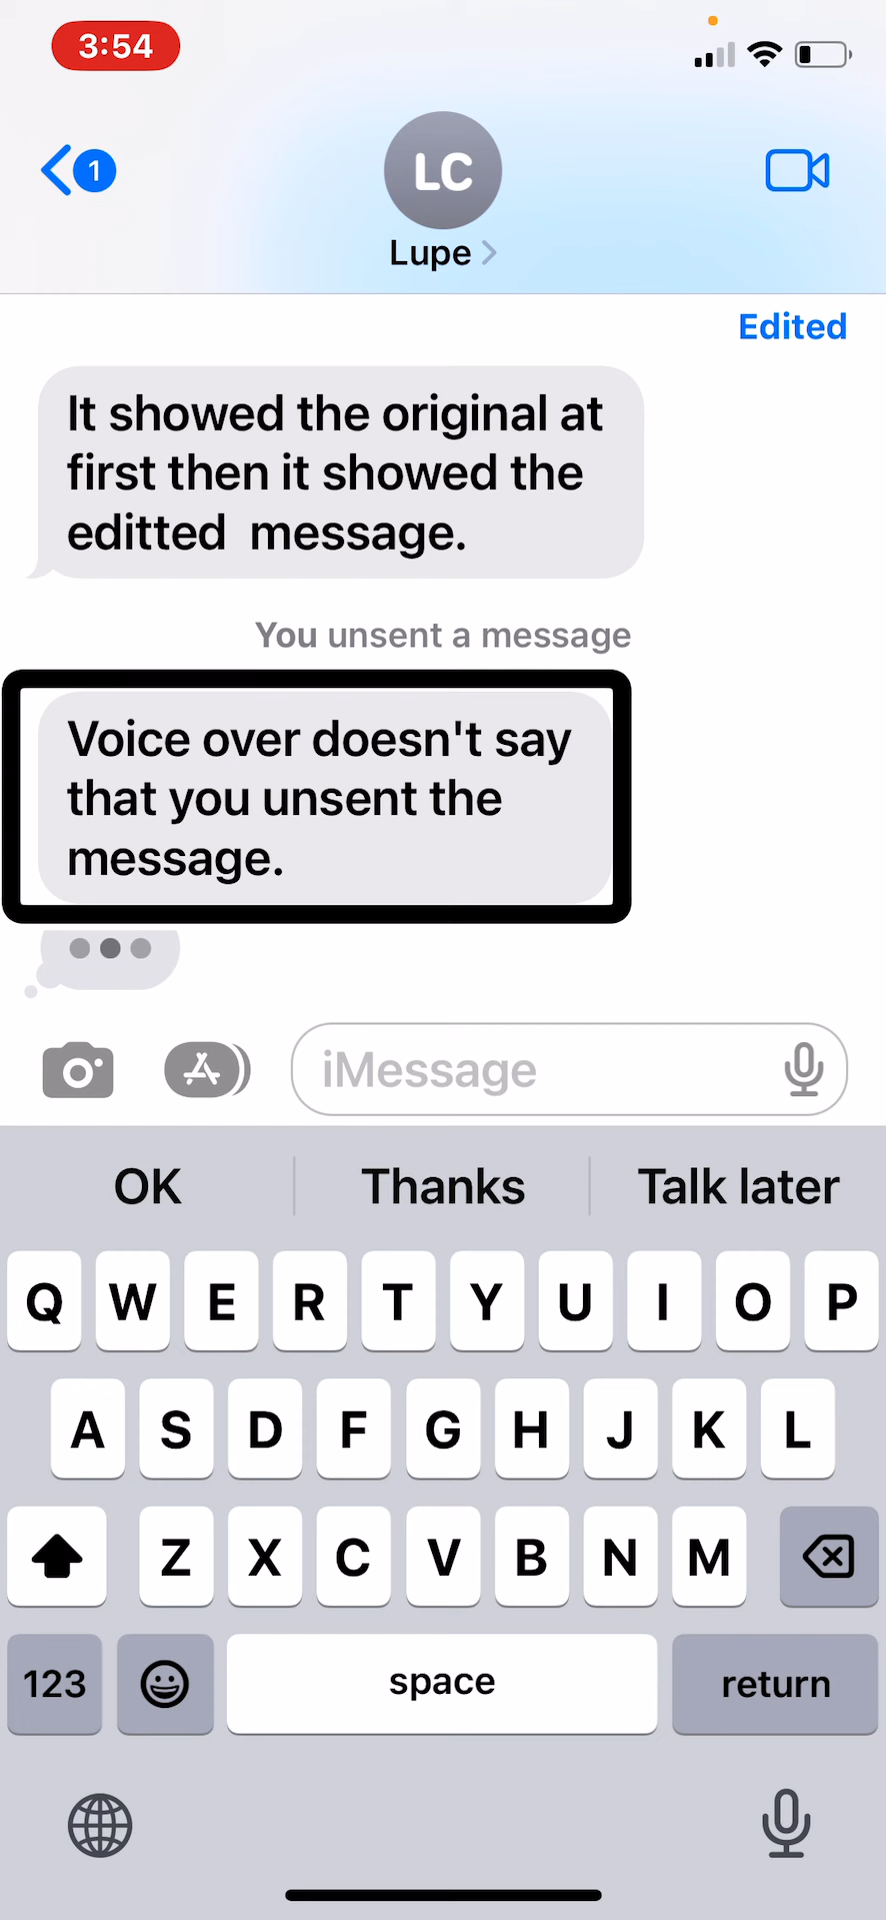 3:54
1
LC
Lupe
Edited
It showed the original at
first then it showed the
editted  message.
You unsent a message
Voice over doesn't say
that you unsent the
message.
iMessage
OK Thanks Talk later
Q W E R T Y U I O P
A S D F G H J K L
Z X C V B N M
123 space return